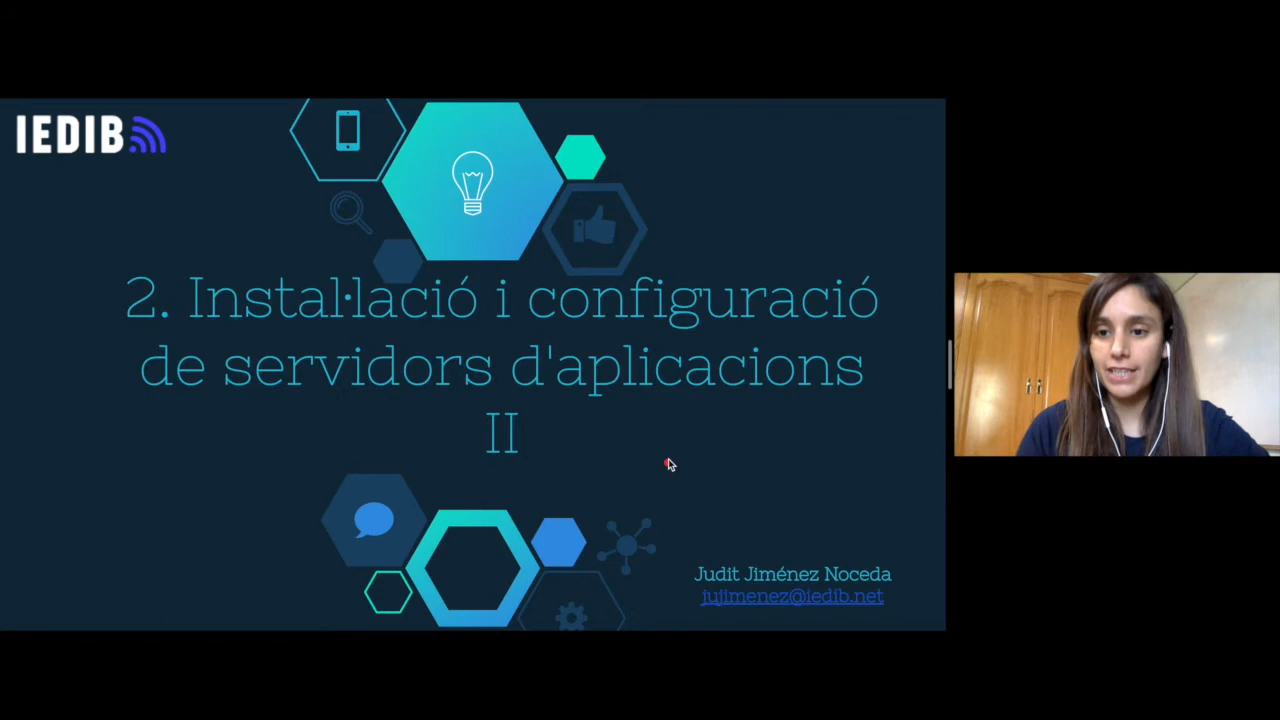 IEDIB
2. Instal·lació i configuració
de servidors d'aplicacions
II
Judit Jiménez Noceda
jujimenez@iedib.net